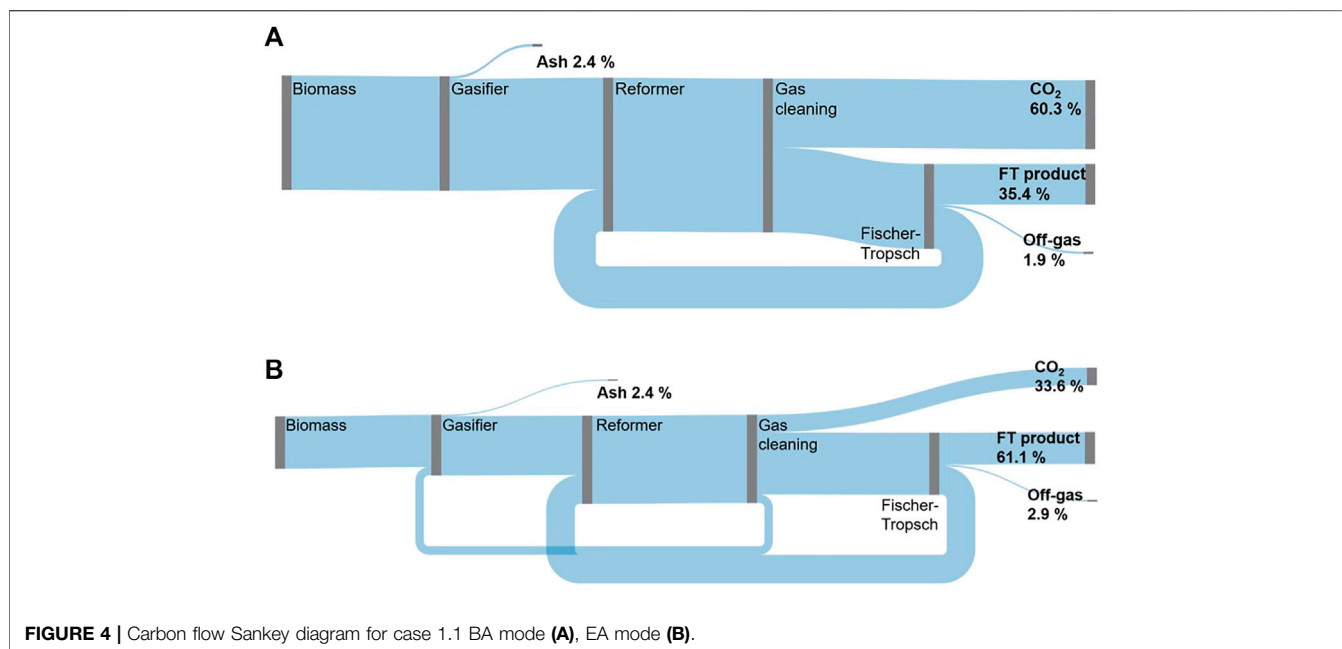 A
Ash 2.4 %
Biomass
Gasifier
Reformer
Gas
cleaning
CO₂
60.3 %
FT product
35.4 %
Fischer-
Tropsch
Off-gas
1.9 %
B
CO₂
33.6 %
Ash 2.4 %
Biomass
Gasifier
Reformer
Gas
cleaning
FT product
61.1 %
Fischer-
Tropsch
Off-gas
2.9 %
FIGURE 4 | Carbon flow Sankey diagram for case 1.1 BA mode (A), EA mode (B).